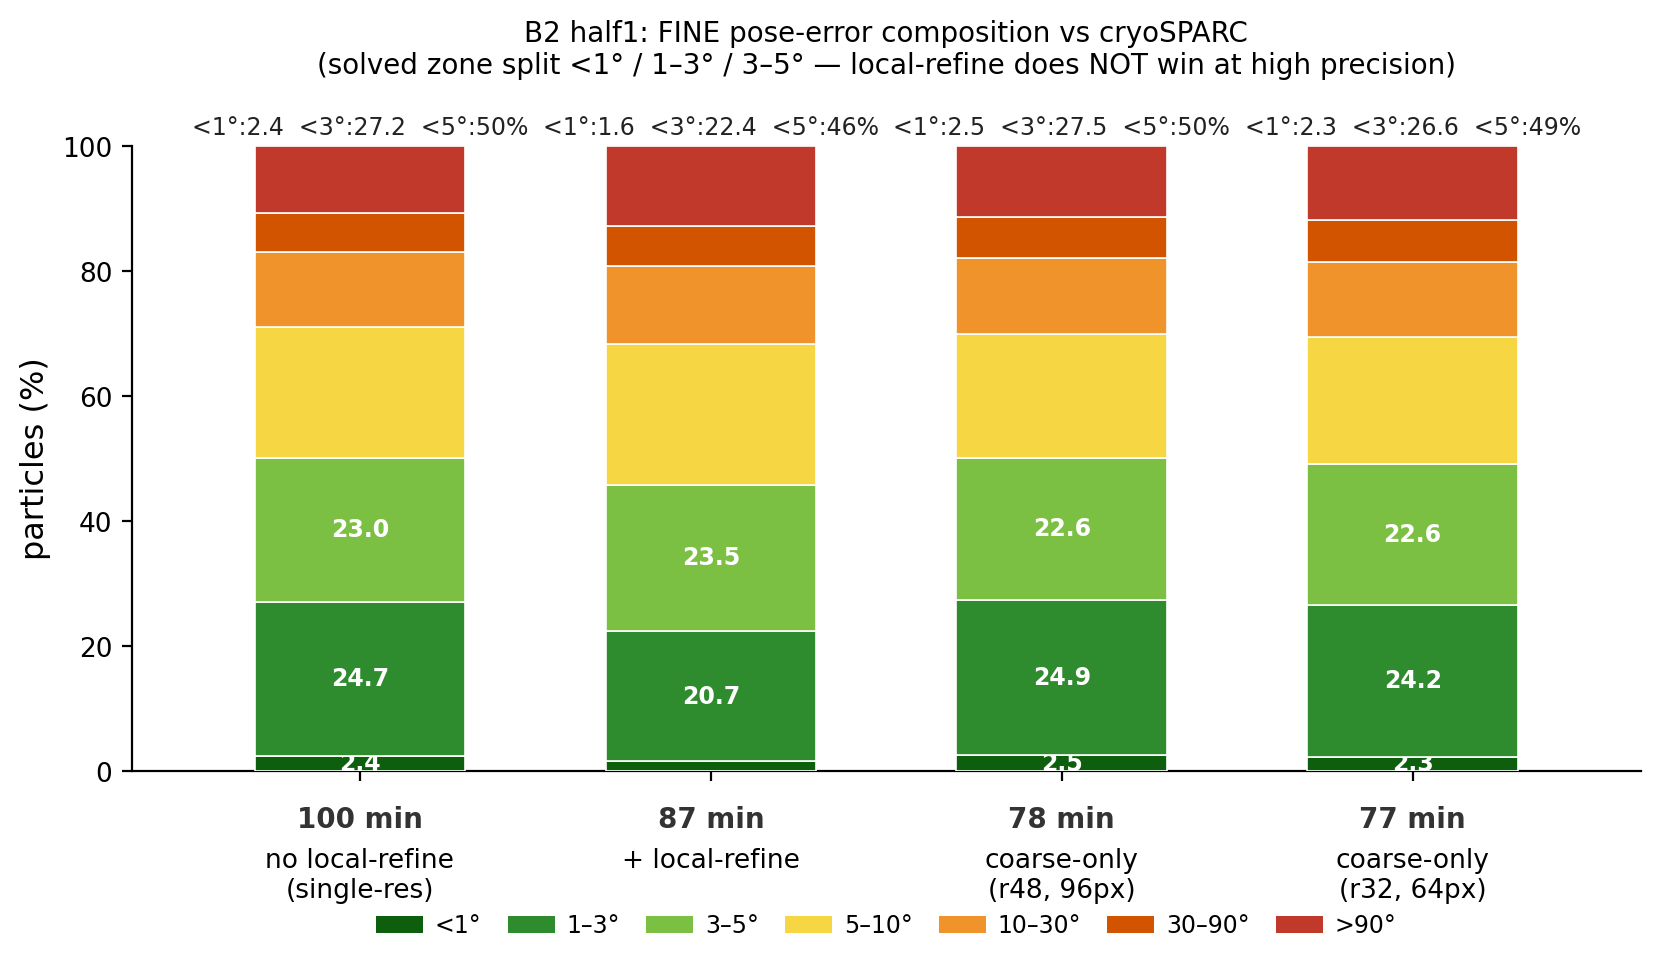 B2 half1: FINE pose-error composition vs cryoSPARC
(solved zone split <1° / 1–3° / 3–5° — local-refine does NOT win at high precision)
<1°:2.4 <3°:27.2 <5°:50% <1°:1.6 <3°:22.4 <5°:46% <1°:2.5 <3°:27.5 <5°:50% <1°:2.3 <3°:26.6 <5°:49%
particles (%)
100
80
60
40
20
0
23.0
24.7
2.4
23.5
20.7
22.6
24.9
2.5
22.6
24.2
2.3
100 min
no local-refine
(single-res)
87 min
+ local-refine
78 min
coarse-only
(r48, 96px)
77 min
coarse-only
(r32, 64px)
<1° 1–3° 3–5° 5–10° 10–30° 30–90° >90°